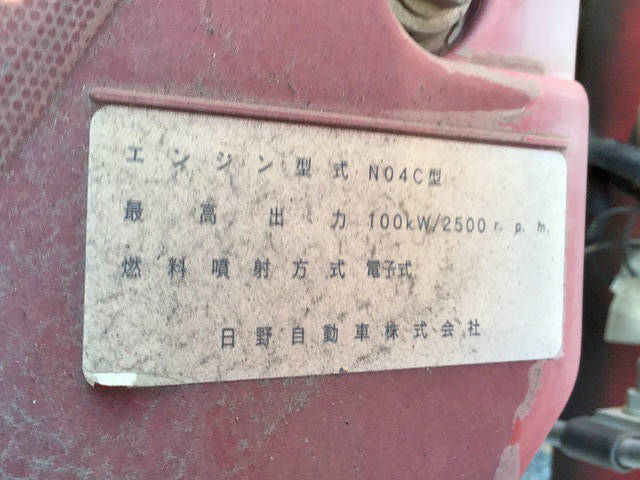 エンジン型式 N04C型
最高出力 100kW/2500 r.p.m.
燃料噴射方式 電子式
日野自動車株式会社